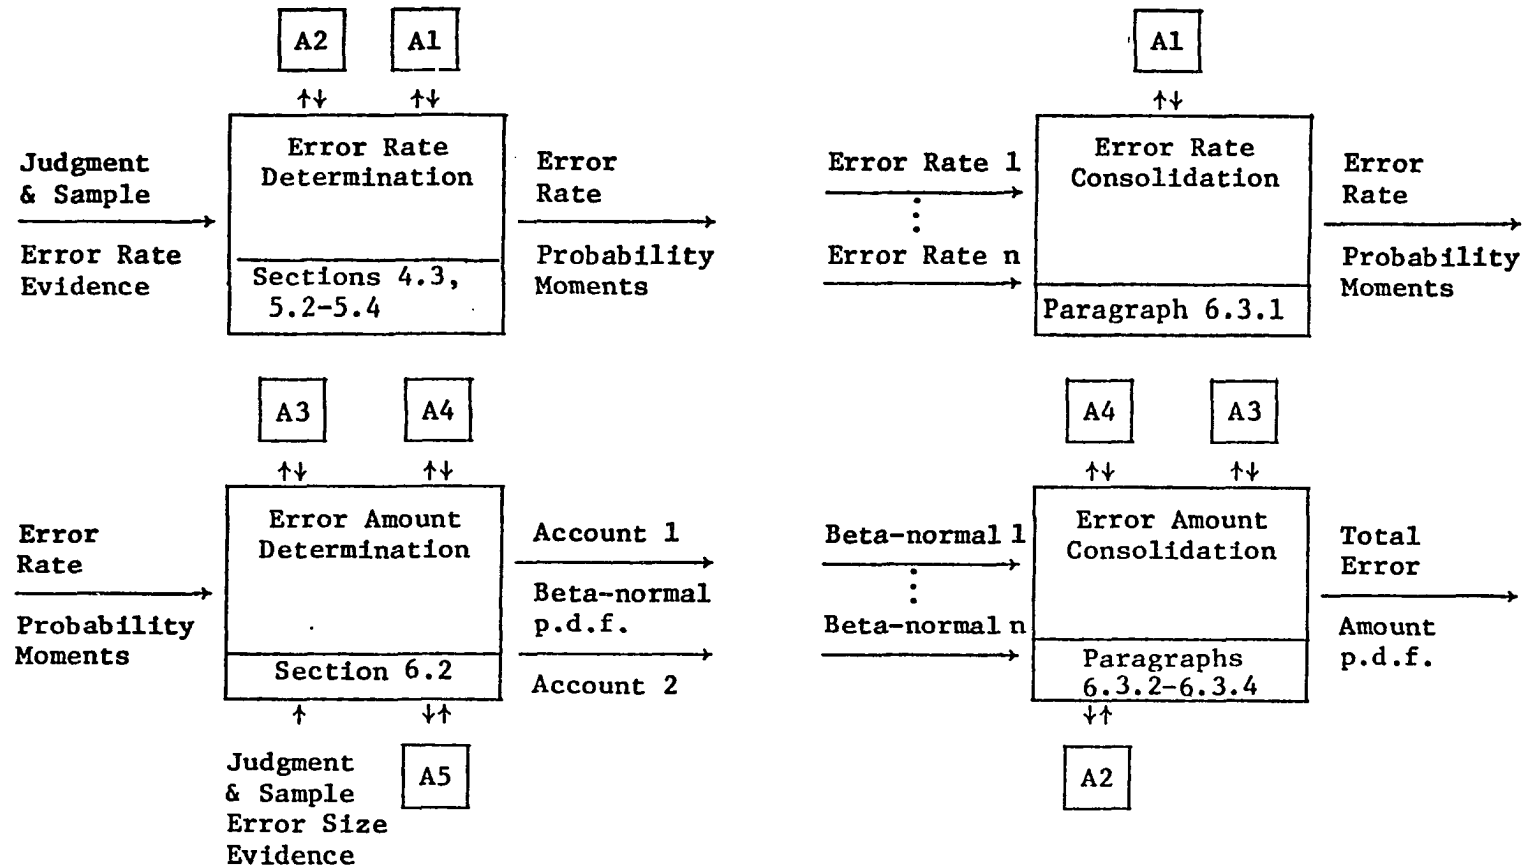 A2
A1
Judgment
& Sample
Error Rate
Evidence
Error Rate
Determination
Sections 4.3,
5.2-5.4
Error
Rate
Probability
Moments
A1
Error Rate 1
Error Rate n
Error Rate
Consolidation
Paragraph 6.3.1
Error
Rate
Probability
Moments
A3
A4
Error
Rate
Probability
Moments
Error Amount
Determination
Section 6.2
Account 1
Beta-normal
p.d.f.
Account 2
Judgment
& Sample
Error Size
Evidence
A5
A4
A3
Beta-normal 1
Beta-normal n
Error Amount
Consolidation
Paragraphs
6.3.2-6.3.4
Total
Error
Amount
p.d.f.
A2